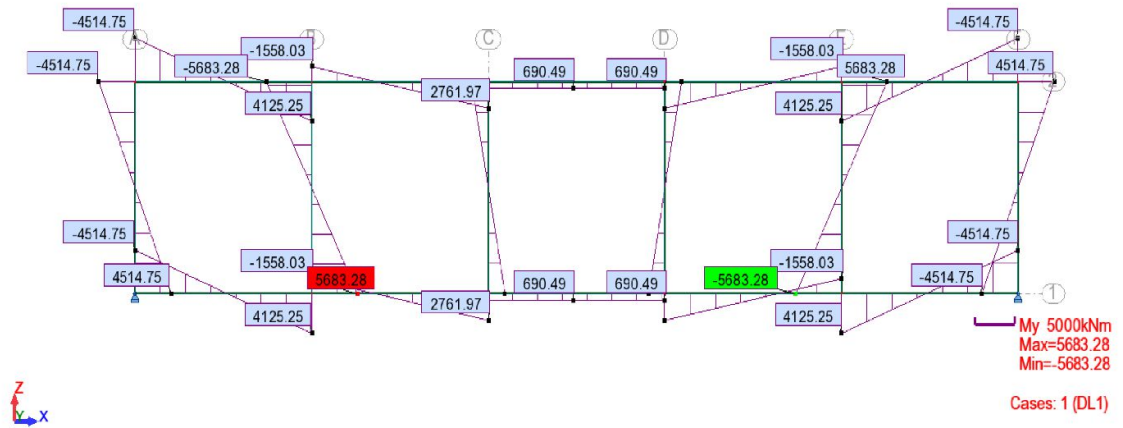 -4514.75
-4514.75
A
B
C
D
E
-1558.03
-1558.03
-4514.75
-5683.28
690.49
690.49
5683.28
4514.75
4125.25
2761.97
4125.25
-4514.75
-4514.75
4514.75
-1558.03
5683.28
690.49
690.49
-5683.28
-1558.03
-4514.75
1
2761.97
4125.25
4125.25
My 5000kNm
Max=5683.28
Min=-5683.28
Cases: 1 (DL1)
Z
Y
X